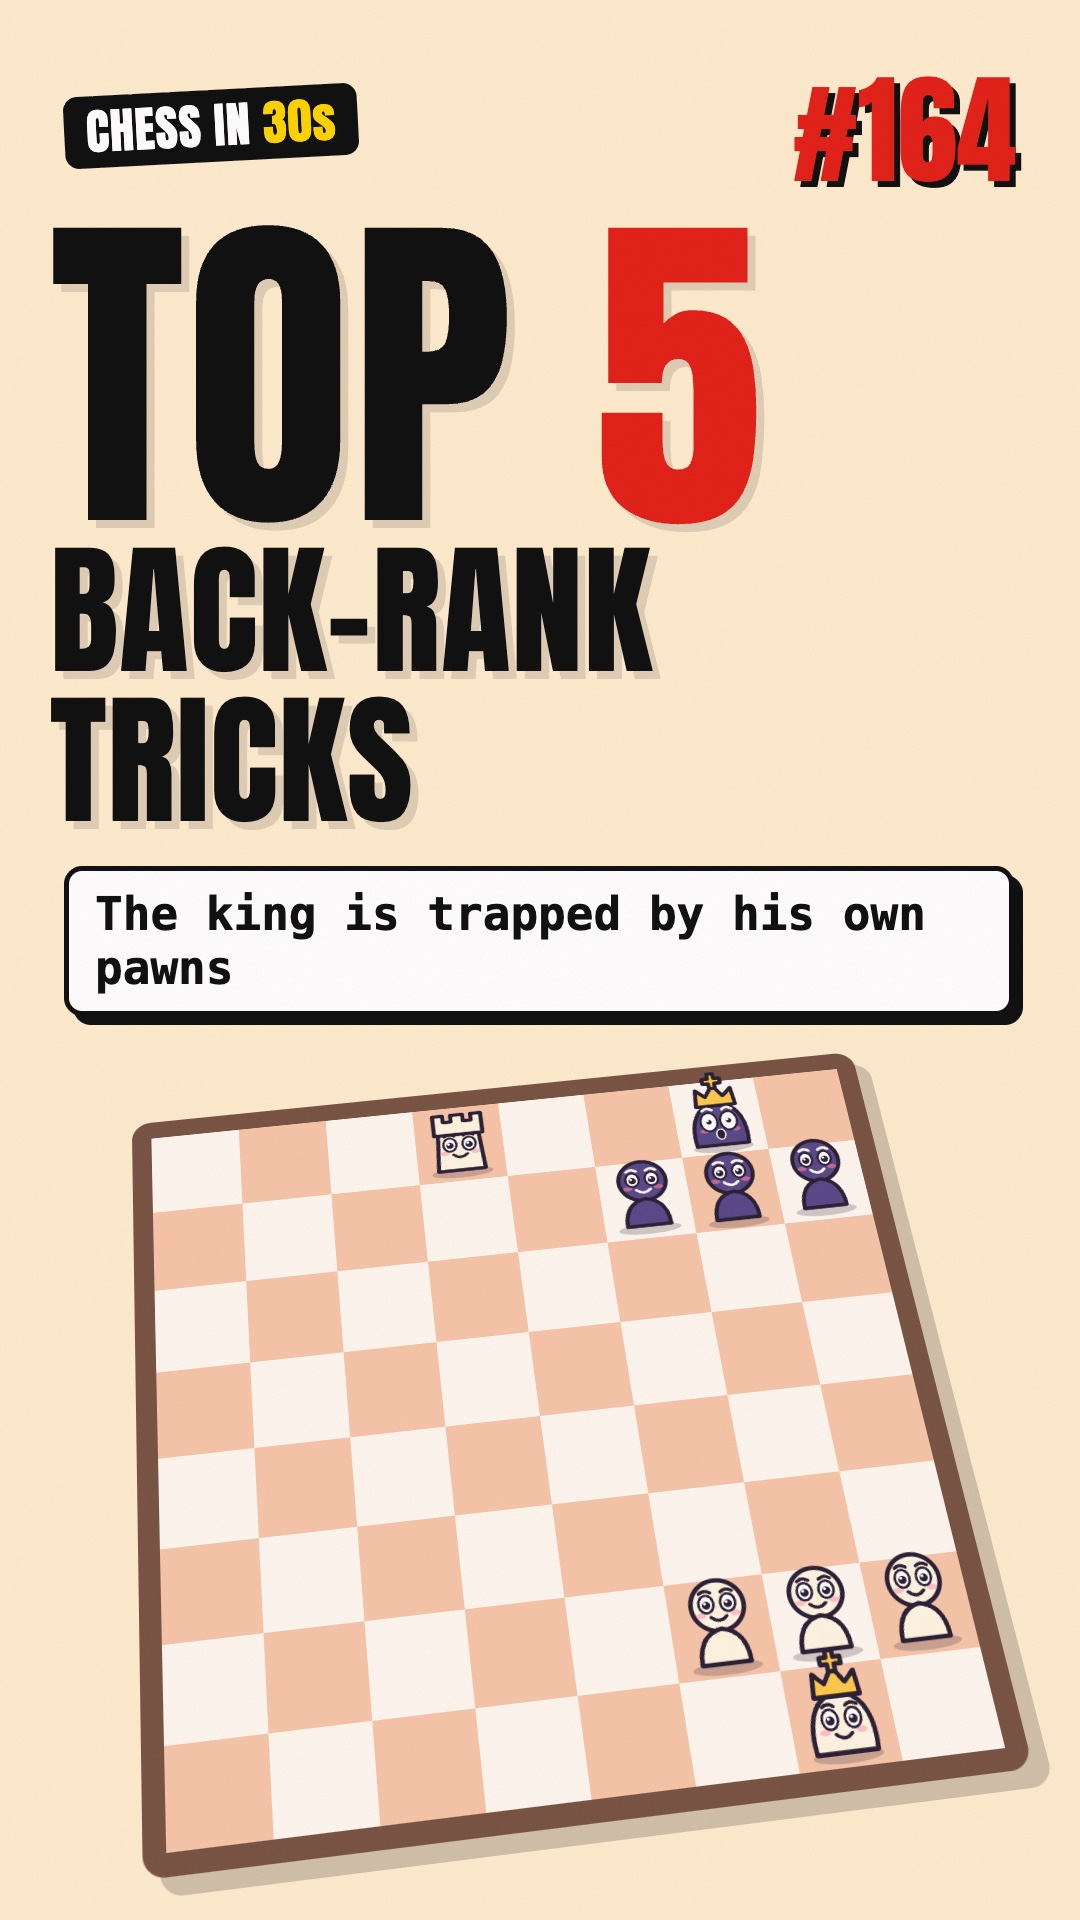 CHESS IN 30s
#164
TOP 5
BACK-RANK
TRICKS
The king is trapped by his own
pawns